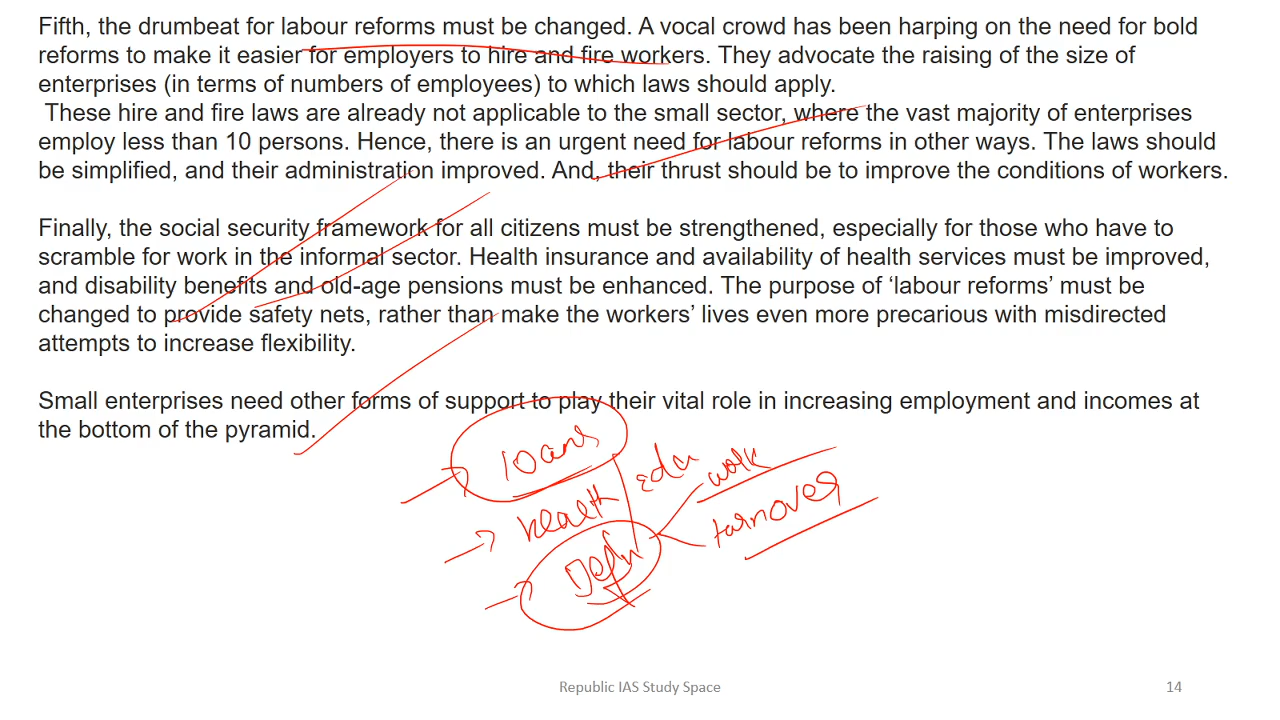 Fifth, the drumbeat for labour reforms must be changed. A vocal crowd has been harping on the need for bold
reforms to make it easier for employers to hire and fire workers. They advocate the raising of the size of
enterprises (in terms of numbers of employees) to which laws should apply.
These hire and fire laws are already not applicable to the small sector, where the vast majority of enterprises
employ less than 10 persons. Hence, there is an urgent need for labour reforms in other ways. The laws should
be simplified, and their administration improved. And, their thrust should be to improve the conditions of workers.
Finally, the social security framework for all citizens must be strengthened, especially for those who have to
scramble for work in the informal sector. Health insurance and availability of health services must be improved,
and disability benefits and old-age pensions must be enhanced. The purpose of ‘labour reforms’ must be
changed to provide safety nets, rather than make the workers’ lives even more precarious with misdirected
attempts to increase flexibility.
Small enterprises need other forms of support to play their vital role in increasing employment and incomes at
the bottom of the pyramid.
loans
health edu work
Defn turnover
Republic IAS Study Space 14